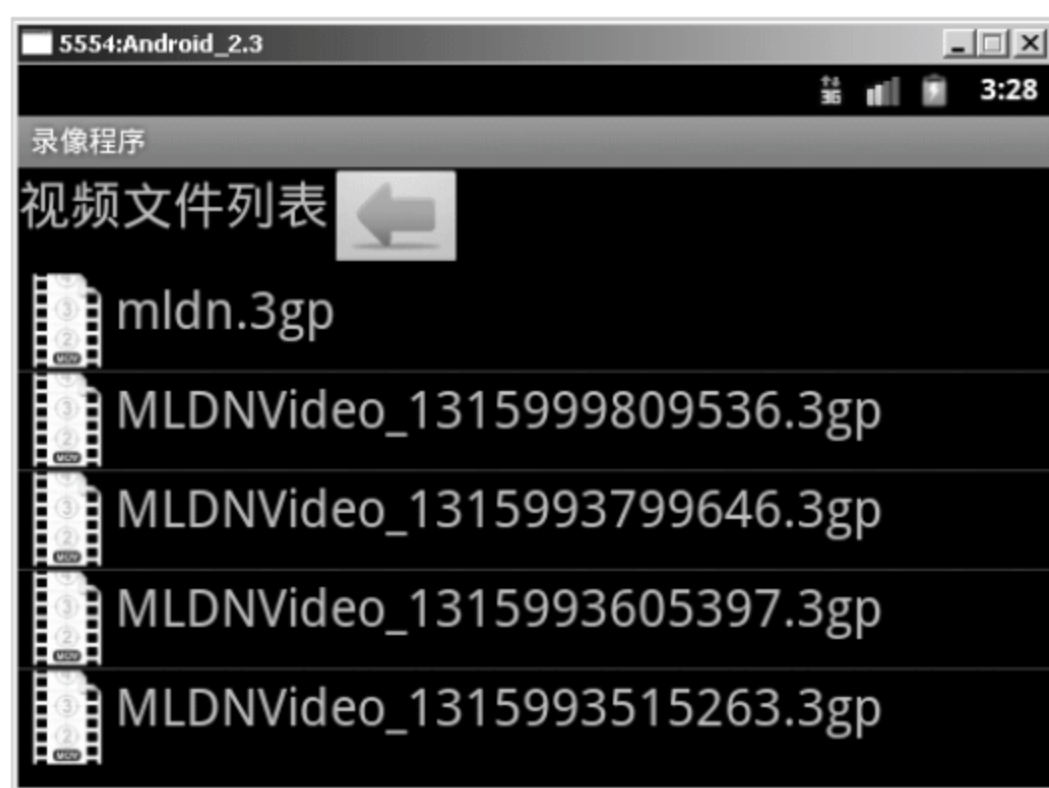 5554:Android_2.3
3G 3:28
录像程序
视频文件列表
mldn.3gp
MLDNVideo_1315999809536.3gp
MLDNVideo_1315993799646.3gp
MLDNVideo_1315993605397.3gp
MLDNVideo_1315993515263.3gp